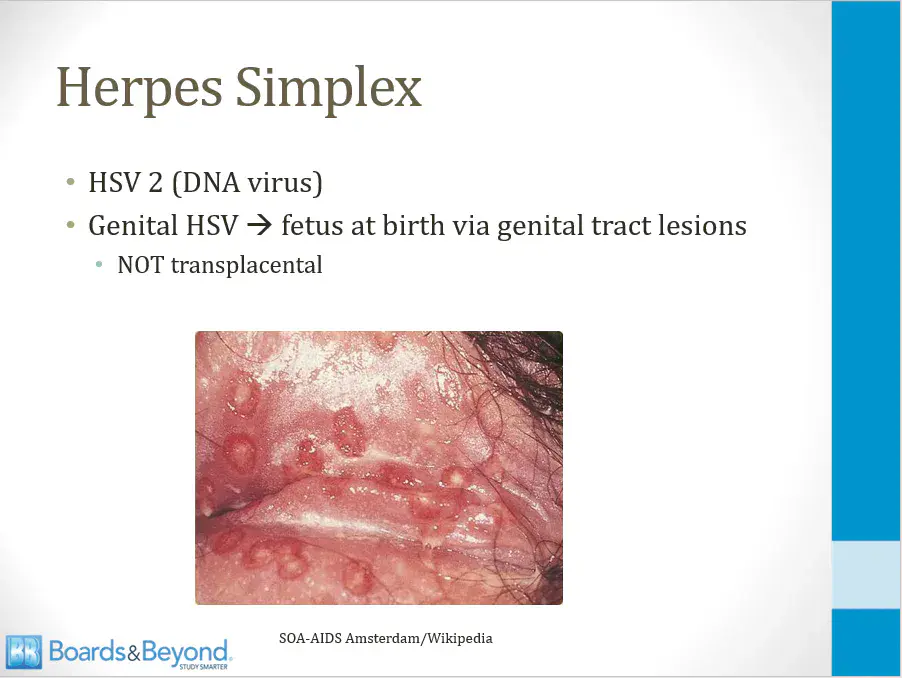 Herpes Simplex
• HSV 2 (DNA virus)
• Genital HSV → fetus at birth via genital tract lesions
• NOT transplacental
SOA-AIDS Amsterdam/Wikipedia
BB Boards&Beyond.
STUDY SMARTER